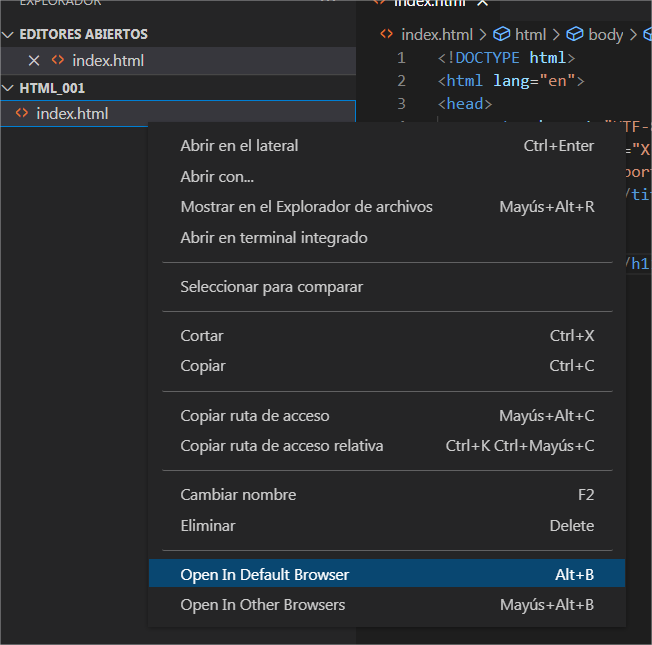 EXPLORADOR
EDITORES ABIERTOS
index.html
HTML_001
index.html
index.html
index.html > html > body >
1 <!DOCTYPE html>
2 <html lang="en">
3 <head>
Abrir en el lateral Ctrl+Enter
Abrir con...
Mostrar en el Explorador de archivos Mayús+Alt+R
Abrir en terminal integrado
Seleccionar para comparar
Cortar Ctrl+X
Copiar Ctrl+C
Copiar ruta de acceso Mayús+Alt+C
Copiar ruta de acceso relativa Ctrl+K Ctrl+Mayús+C
Cambiar nombre F2
Eliminar Delete
Open In Default Browser Alt+B
Open In Other Browsers Mayús+Alt+B